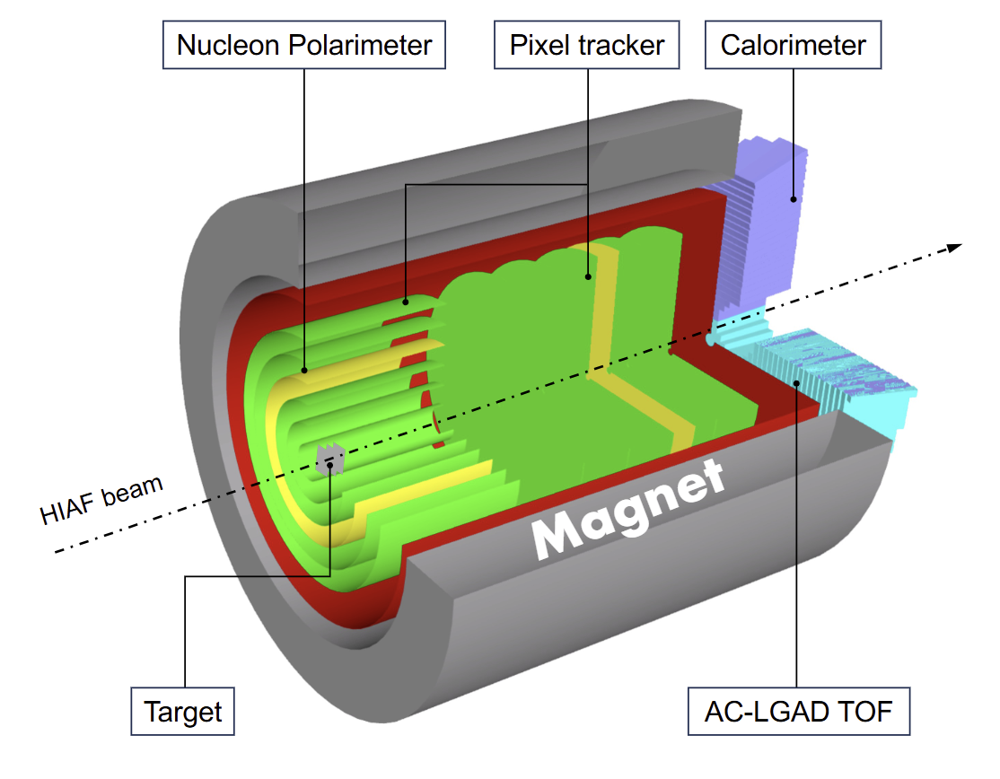 Nucleon Polarimeter
Pixel tracker
Calorimeter
HIAF beam
Magnet
Target
AC-LGAD TOF